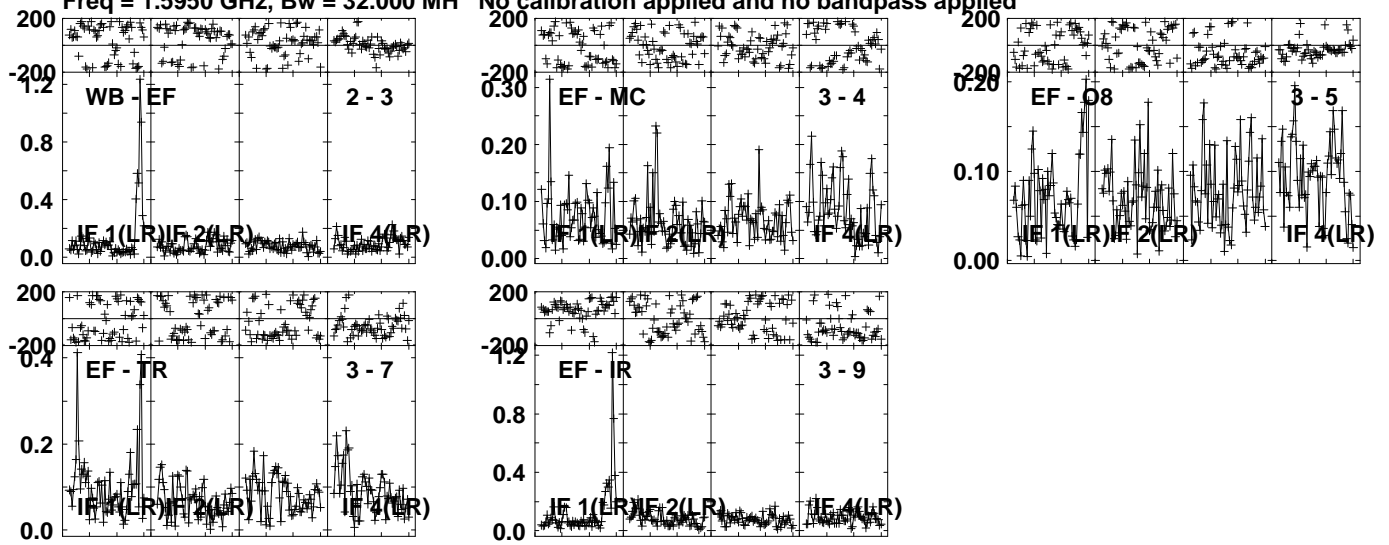 Freq = 1.5950 GHz, Bw = 32.000 MH No calibration applied and no bandpass applied
200
-200
1.2
0.8
0.4
0.0
WB - EF
2 - 3
IF 1(LR)
IF 2(LR)
IF 4(LR)
200
-200
0.30
0.20
0.10
0.00
EF - MC
3 - 4
IF 1(LR)
IF 2(LR)
IF 4(LR)
200
-200
0.20
0.10
0.00
EF - O8
3 - 5
IF 1(LR)
IF 2(LR)
IF 4(LR)
200
-200
0.4
0.2
0.0
EF - TR
3 - 7
IF 1(LR)
IF 2(LR)
IF 4(LR)
200
-200
1.2
0.8
0.4
0.0
EF - IR
3 - 9
IF 1(LR)
IF 2(LR)
IF 4(LR)